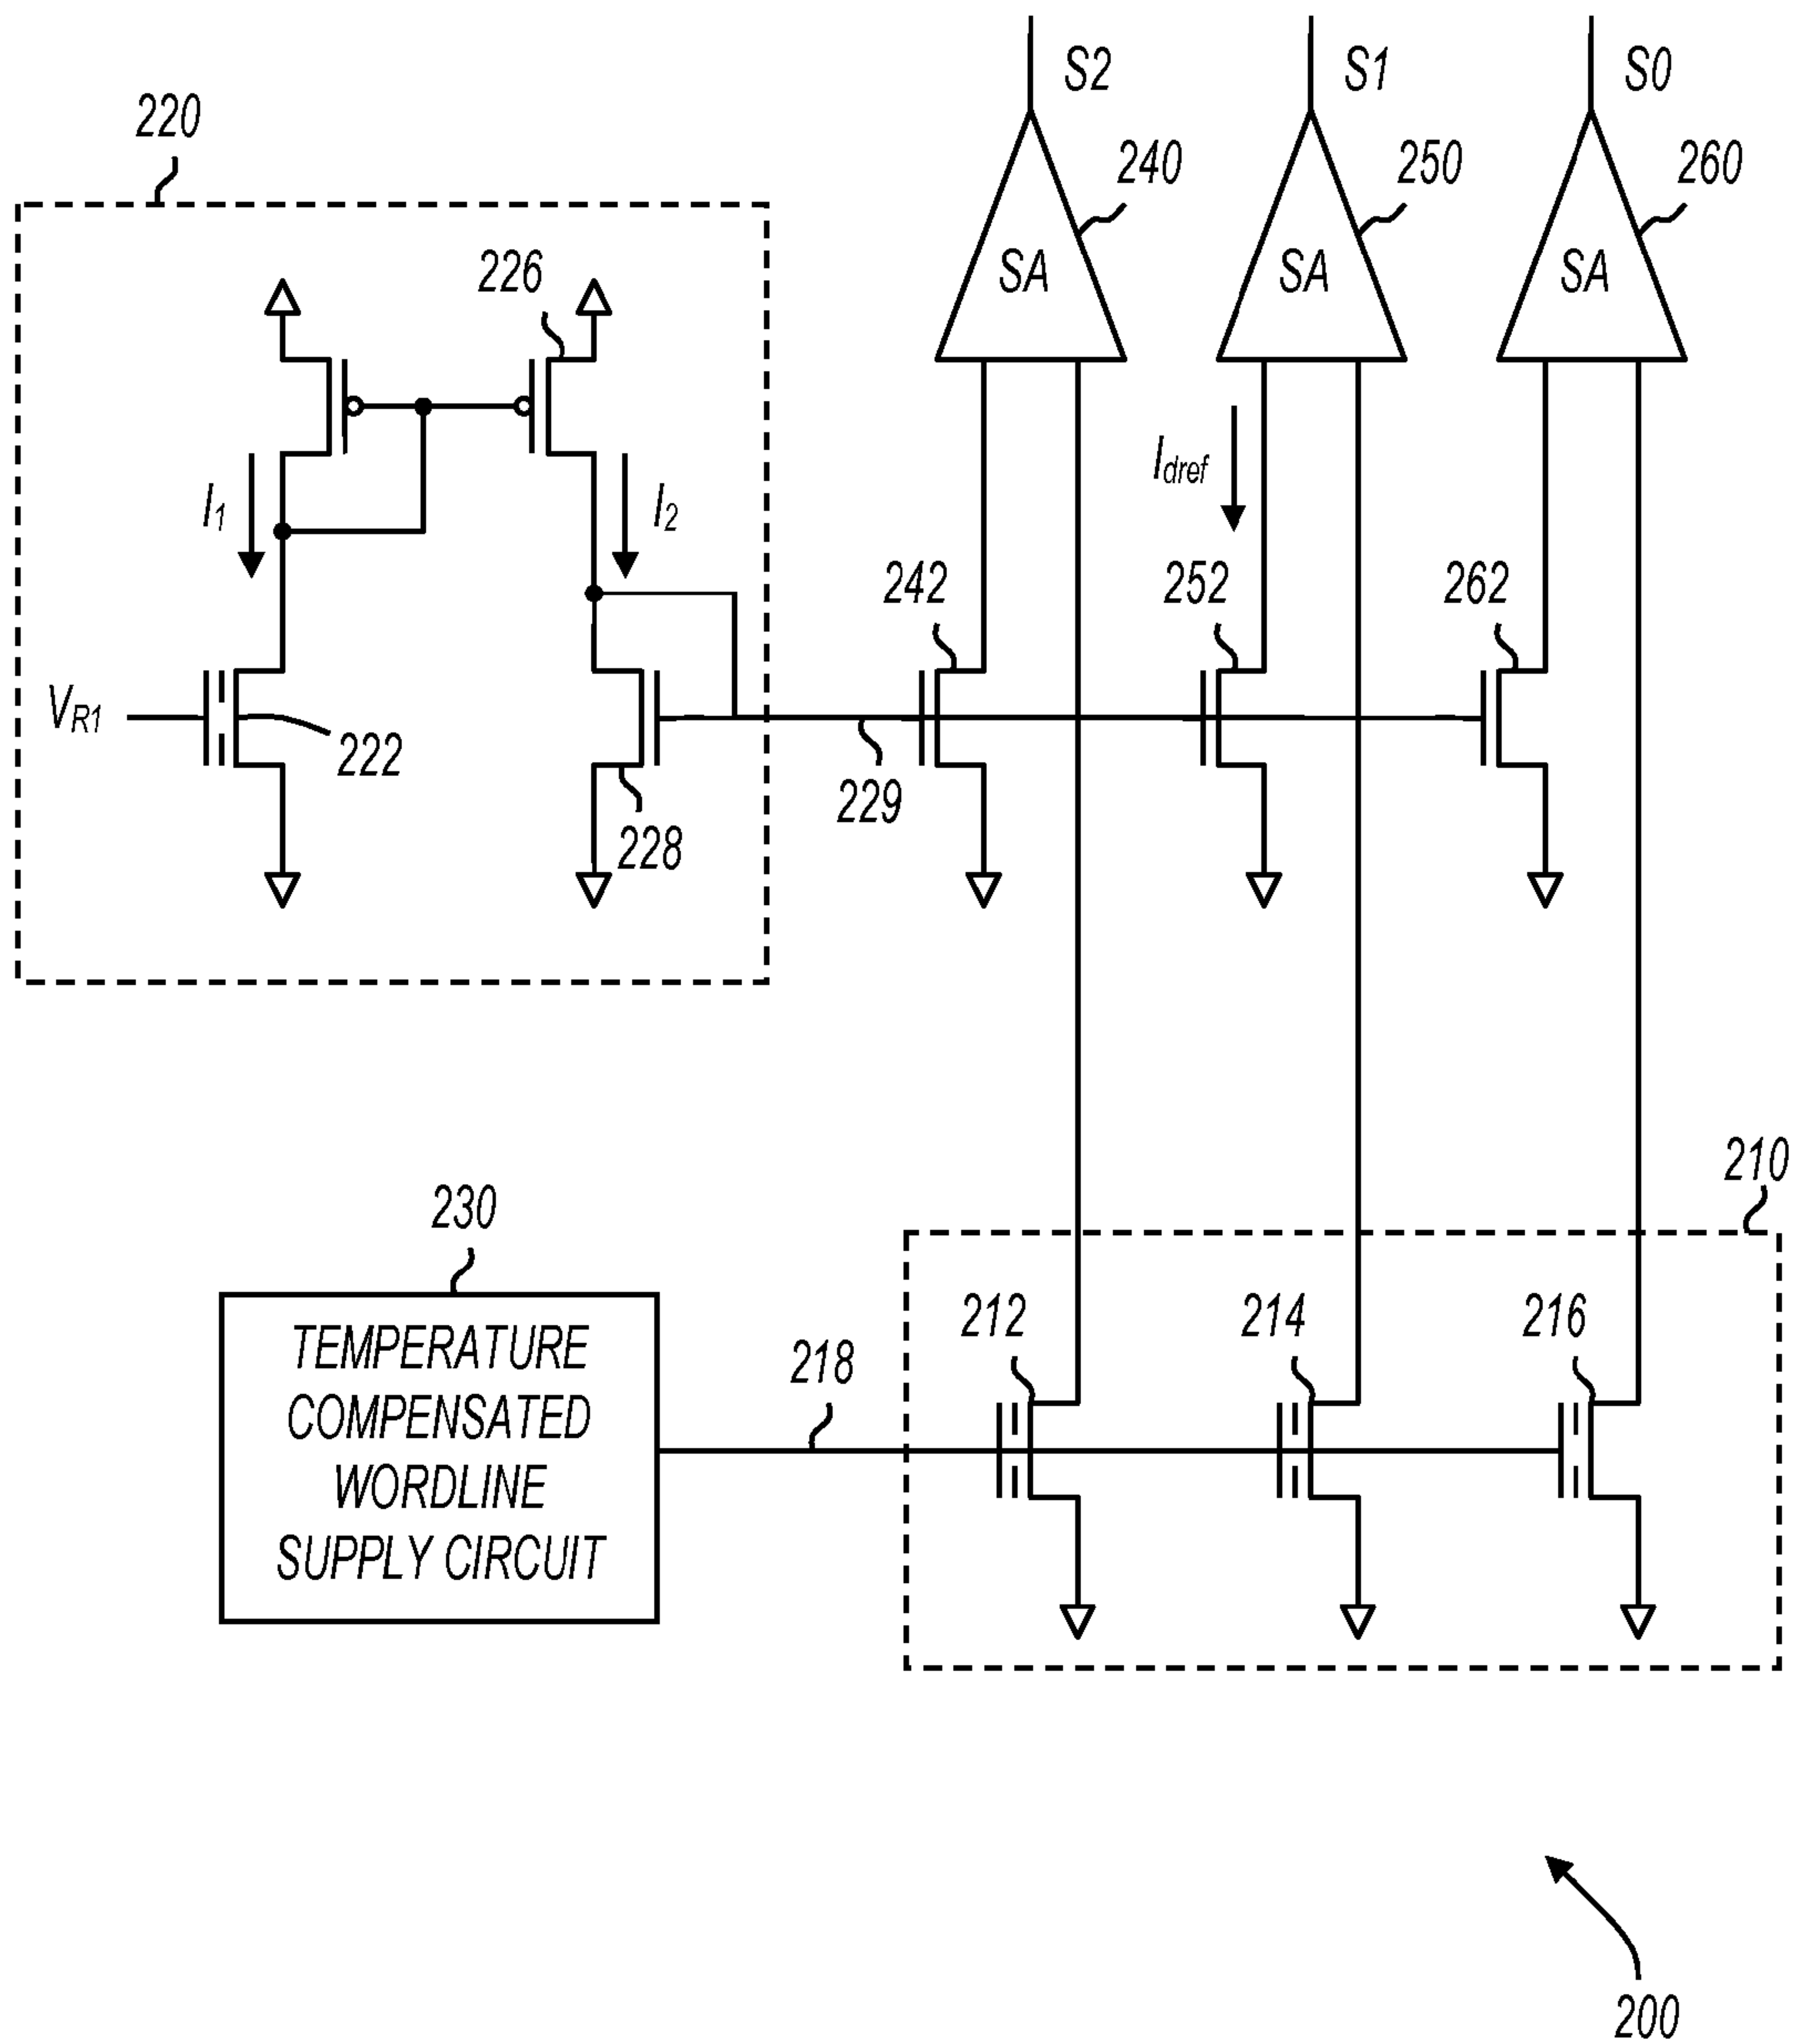 S2
S1
S0
220
240
250
260
226
SA
SA
SA
I1
I2
Idref
242
252
262
VR1
222
229
228
210
230
212
214
216
218
TEMPERATURE
COMPENSATED
WORDLINE
SUPPLY CIRCUIT
200